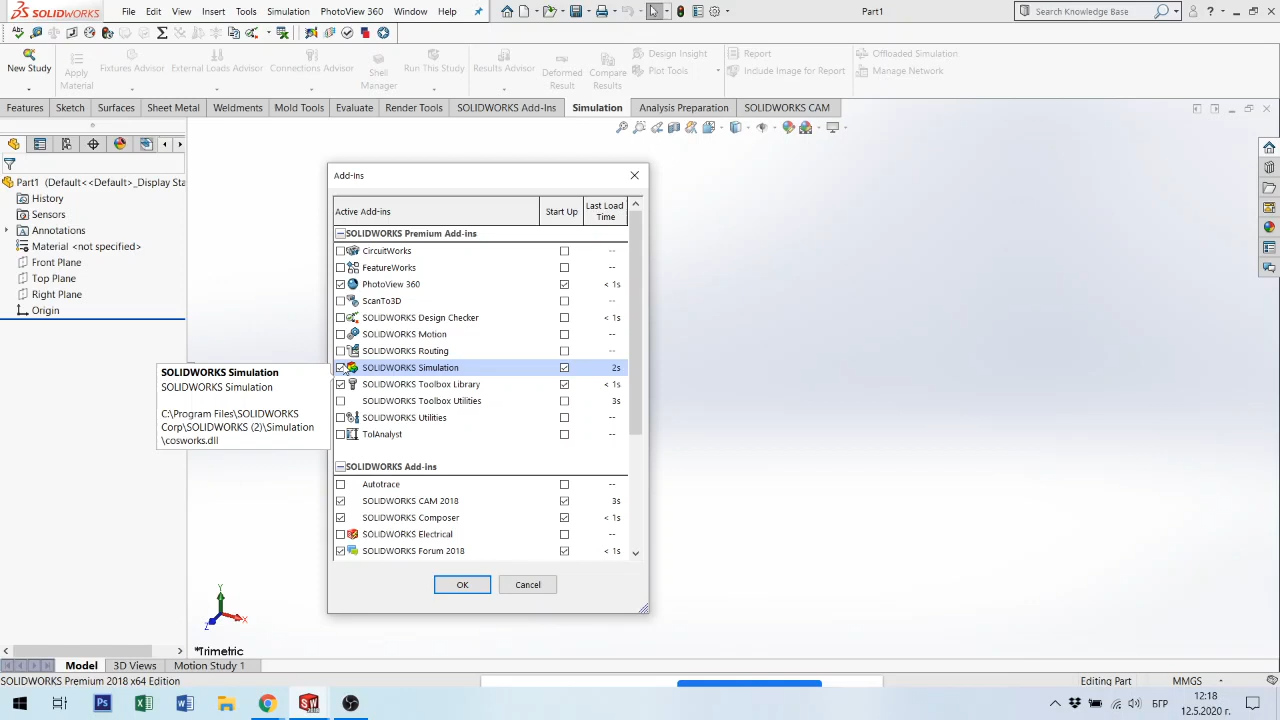 SOLIDWORKS
File Edit View Insert Tools Simulation PhotoView 360 Window Help
Part1
Search Knowledge Base
New Study
Apply Material
Fixtures Advisor
External Loads Advisor
Connections Advisor
Shell Manager
Run This Study
Results Advisor
Deformed Result
Compare Results
Design Insight
Plot Tools
Report
Include Image for Report
Offloaded Simulation
Manage Network
Features Sketch Surfaces Sheet Metal Weldments Mold Tools Evaluate Render Tools SOLIDWORKS Add-Ins Simulation Analysis Preparation SOLIDWORKS CAM
Part1 (Default<<Default>_Display Sta
History
Sensors
Annotations
Material <not specified>
Front Plane
Top Plane
Right Plane
Origin
Add-Ins
Active Add-ins Start Up Last Load Time
SOLIDWORKS Premium Add-ins
CircuitWorks --
FeatureWorks --
PhotoView 360 < 1s
ScanTo3D --
SOLIDWORKS Design Checker < 1s
SOLIDWORKS Motion --
SOLIDWORKS Routing --
SOLIDWORKS Simulation 2s
SOLIDWORKS Toolbox Library < 1s
SOLIDWORKS Toolbox Utilities 3s
SOLIDWORKS Utilities --
TolAnalyst --
SOLIDWORKS Add-ins
Autotrace --
SOLIDWORKS CAM 2018 3s
SOLIDWORKS Composer < 1s
SOLIDWORKS Electrical --
SOLIDWORKS Forum 2018 < 1s
OK Cancel
SOLIDWORKS Simulation
SOLIDWORKS Simulation
C:\Program Files\SOLIDWORKS
Corp\SOLIDWORKS (2)\Simulation
\cosworks.dll
Y
X
Z
*Trimetric
Model 3D Views Motion Study 1
SOLIDWORKS Premium 2018 x64 Edition
Editing Part MMGS
12:18
БГР
12.5.2020 г.